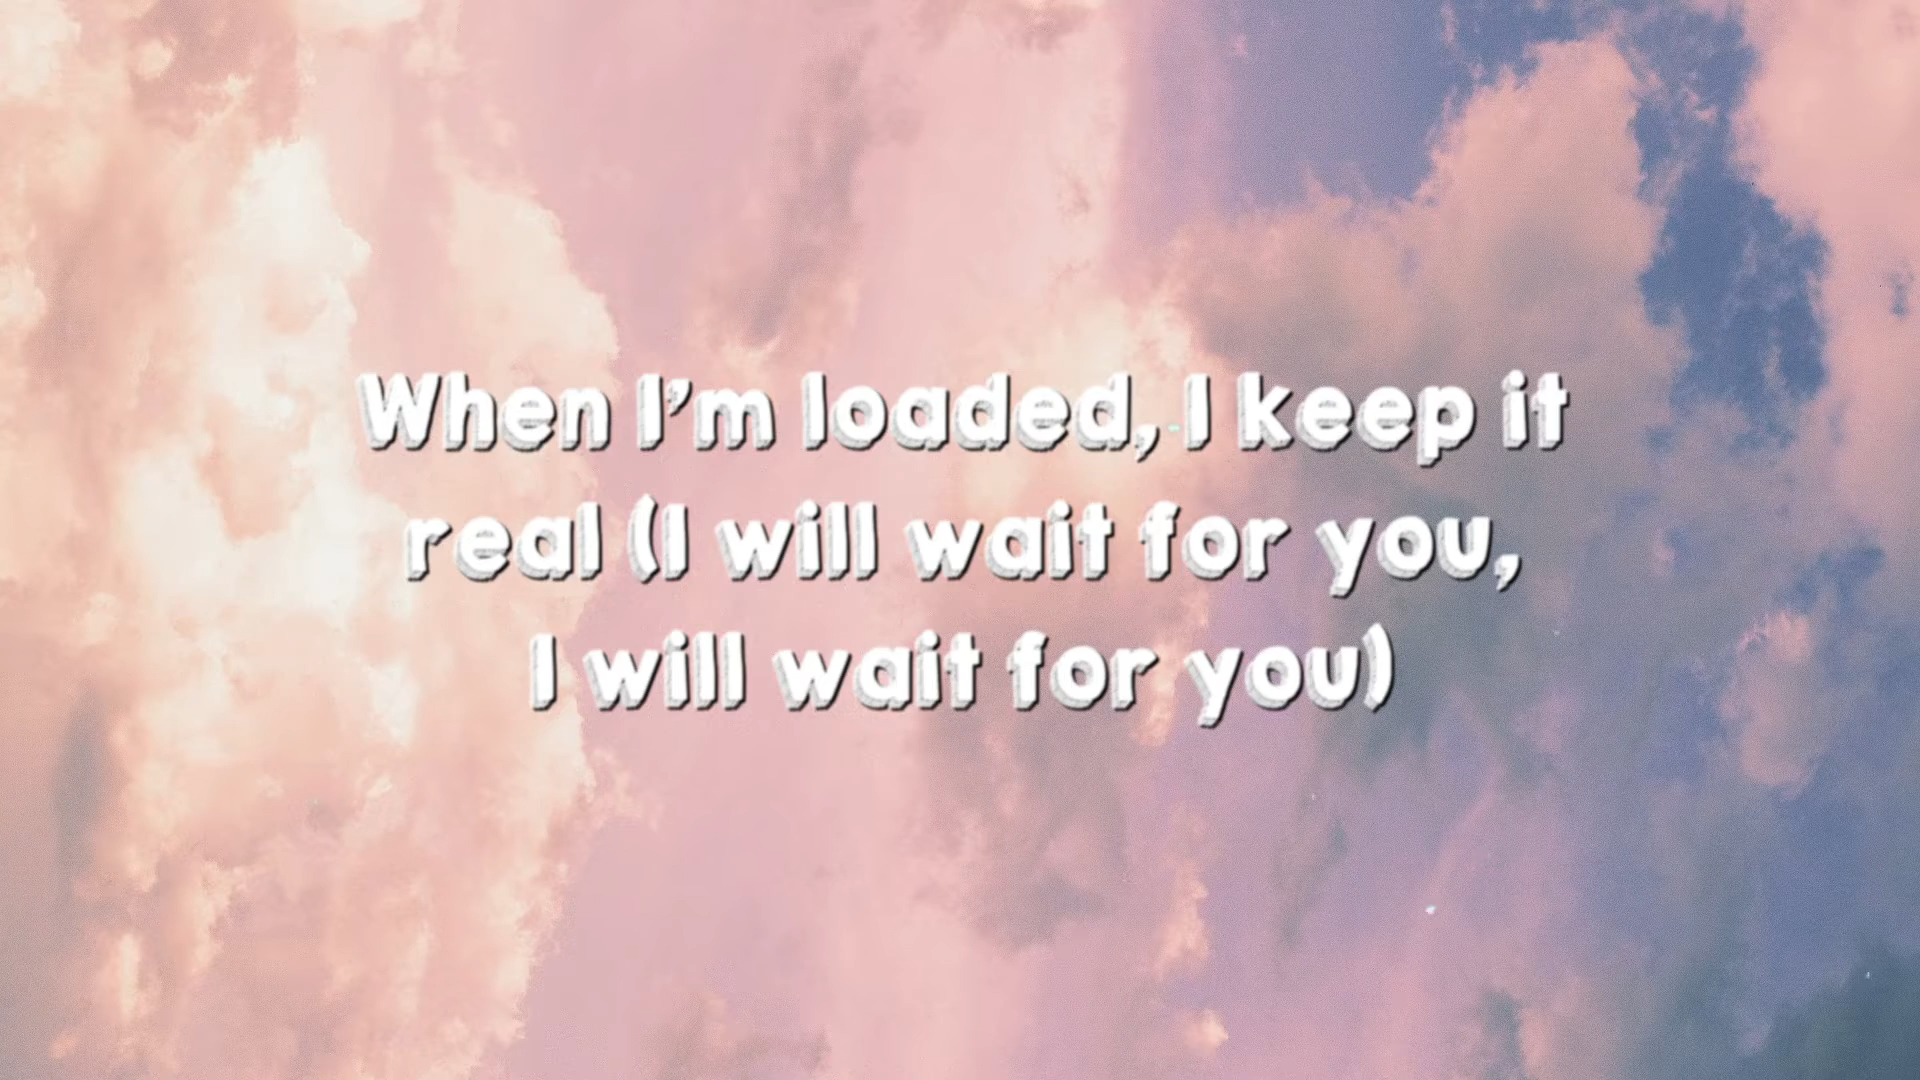 When I'm loaded, I keep it
real (I will wait for you,
I will wait for you)